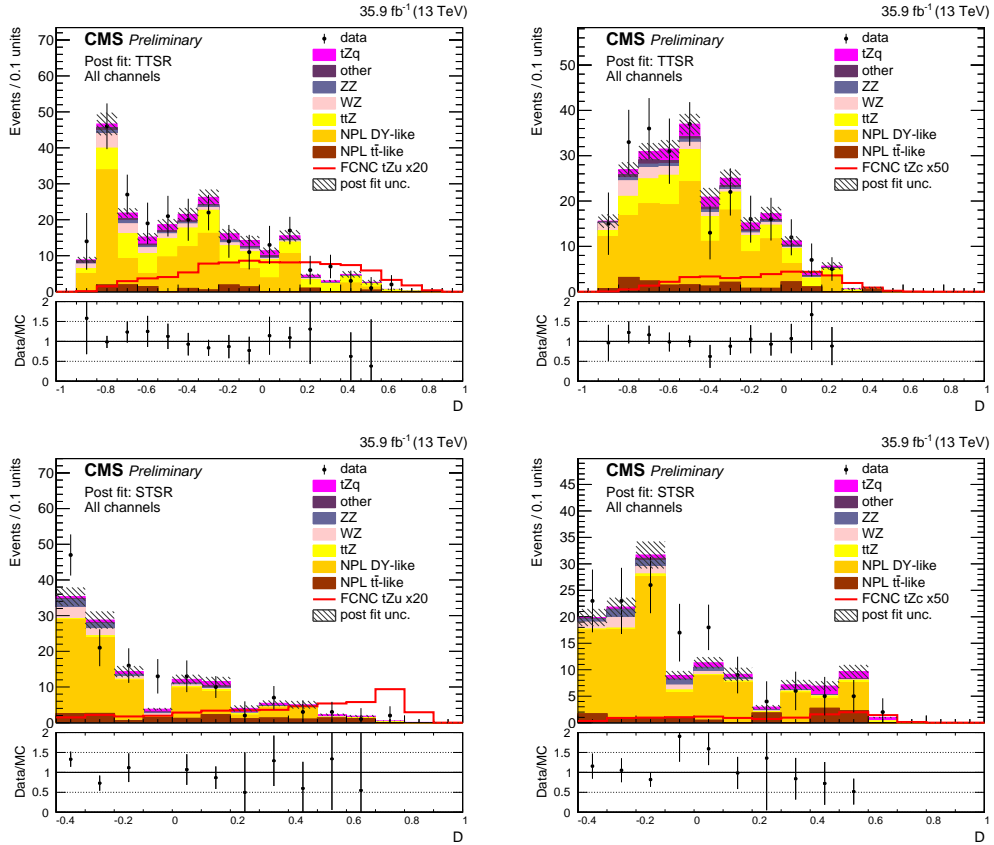 35.9 fb⁻¹ (13 TeV)
CMS Preliminary
Post fit: TTSR
All channels
data
tZq
other
ZZ
WZ
ttZ
NPL DY-like
NPL tt̄-like
FCNC tZu x20
post fit unc.
Events / 0.1 units
70
60
50
40
30
20
10
0
Data/MC
2
1.5
1
0.5
0
-1 -0.8 -0.6 -0.4 -0.2 0 0.2 0.4 0.6 0.8 1
D
35.9 fb⁻¹ (13 TeV)
CMS Preliminary
Post fit: TTSR
All channels
data
tZq
other
ZZ
WZ
ttZ
NPL DY-like
NPL tt̄-like
FCNC tZc x50
post fit unc.
Events / 0.1 units
50
40
30
20
10
0
Data/MC
2
1.5
1
0.5
0
-1 -0.8 -0.6 -0.4 -0.2 0 0.2 0.4 0.6 0.8 1
D
35.9 fb⁻¹ (13 TeV)
CMS Preliminary
Post fit: STSR
All channels
data
tZq
other
ZZ
WZ
ttZ
NPL DY-like
NPL tt̄-like
FCNC tZu x20
post fit unc.
Events / 0.1 units
70
60
50
40
30
20
10
0
Data/MC
2
1.5
1
0.5
0
-0.4 -0.2 0 0.2 0.4 0.6 0.8 1
D
35.9 fb⁻¹ (13 TeV)
CMS Preliminary
Post fit: STSR
All channels
data
tZq
other
ZZ
WZ
ttZ
NPL DY-like
NPL tt̄-like
FCNC tZc x50
post fit unc.
Events / 0.1 units
45
40
35
30
25
20
15
10
5
0
Data/MC
2
1.5
1
0.5
0
-0.4 -0.2 0 0.2 0.4 0.6 0.8 1
D